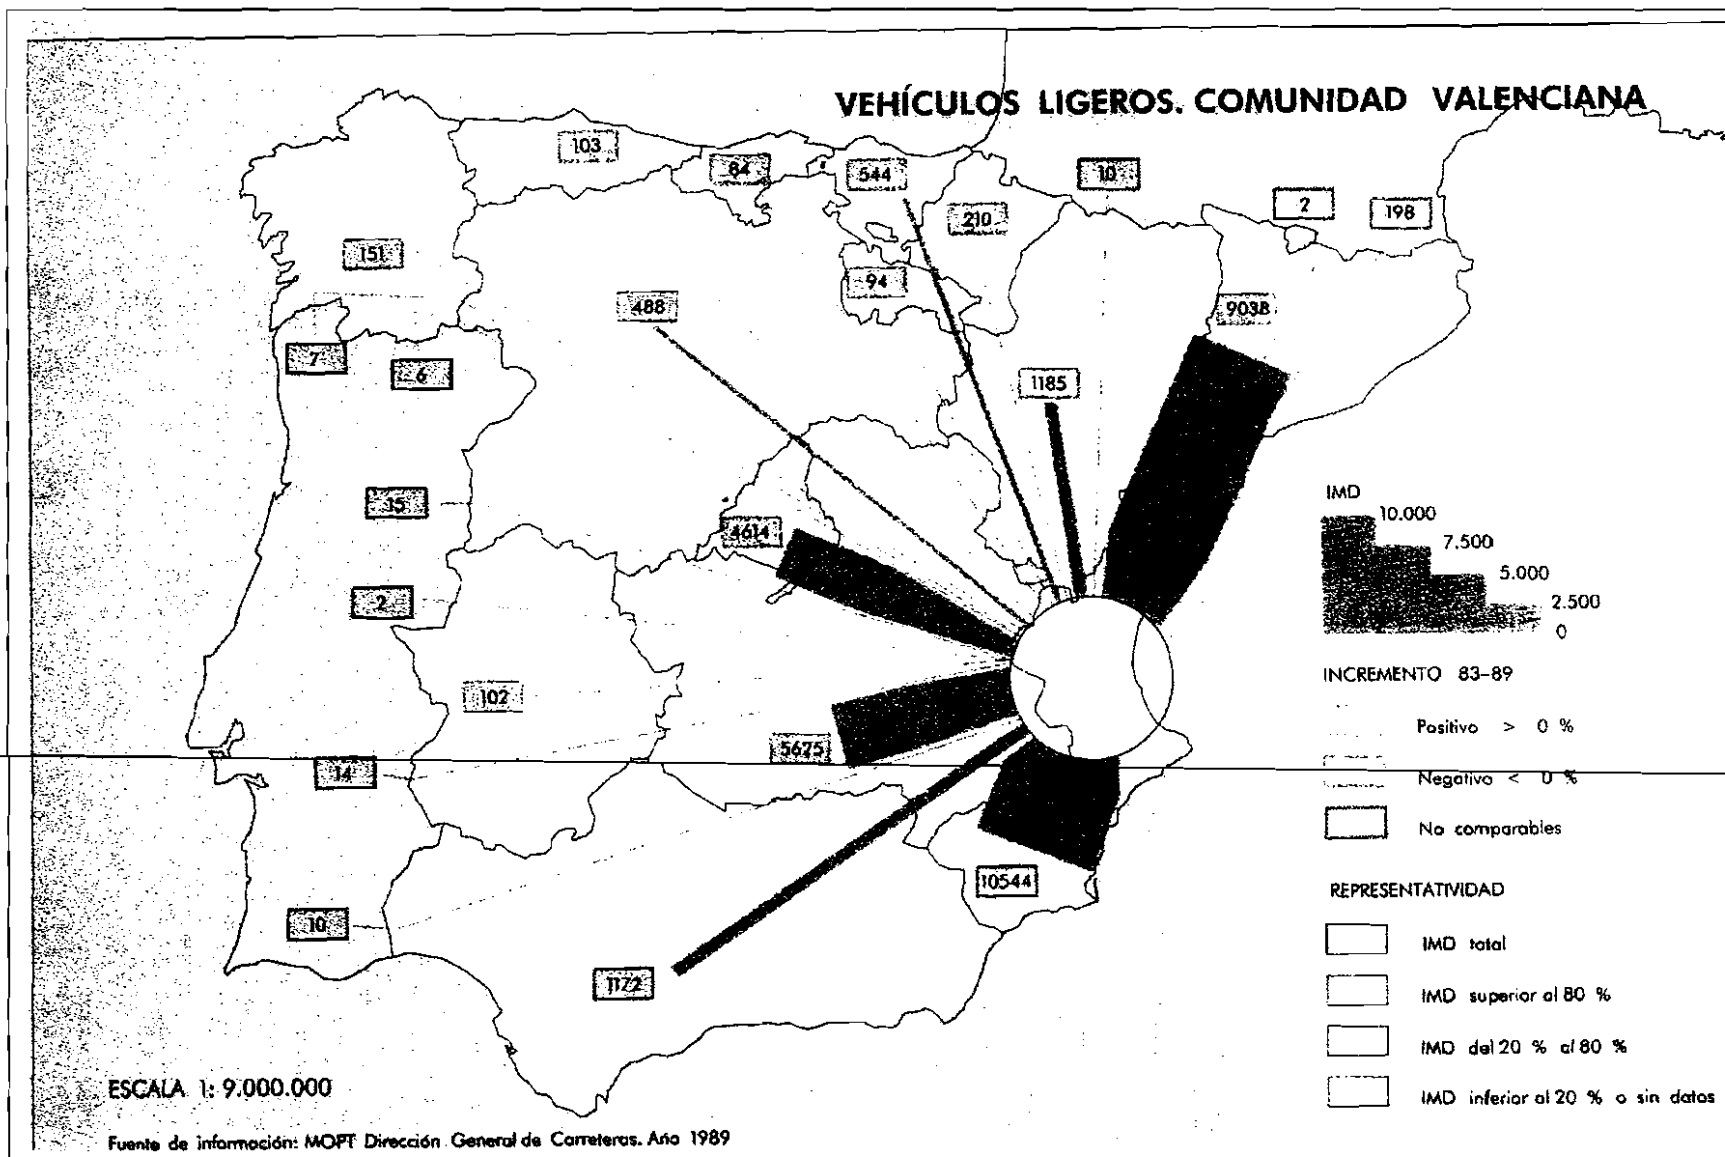 VEHÍCULOS LIGEROS. COMUNIDAD VALENCIANA
103
84
544
10
2
198
210
151
94
488
9038
7
6
1185
15
4614
2
102
5625
14
10544
10
1172
IMD
10.000
7.500
5.000
2.500
0
INCREMENTO 83-89
Positivo > 0 %
Negativo < 0 %
No comparables
REPRESENTATIVIDAD
IMD total
IMD superior al 80 %
IMD del 20 % al 80 %
IMD inferior al 20 % o sin datos
ESCALA 1: 9.000.000
Fuente de información: MOPT Dirección General de Carreteras. Año 1989